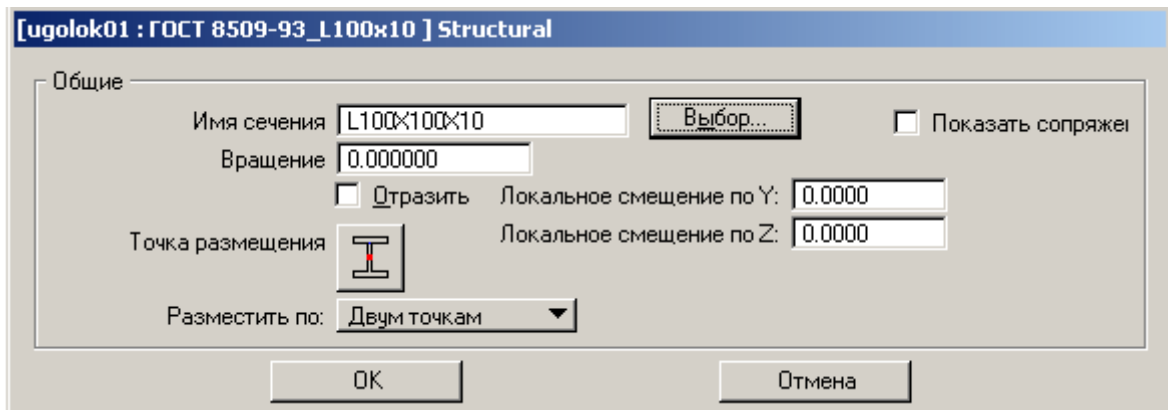 [ugolok01 : ГОСТ 8509-93_L100x10 ] Structural
Общие
Имя сечения L100X100X10 Выбор... Показать сопряже
Вращение 0.000000
Отразить Локальное смещение по Y: 0.0000
Точка размещения Локальное смещение по Z: 0.0000
Разместить по: Двум точкам
OK Отмена